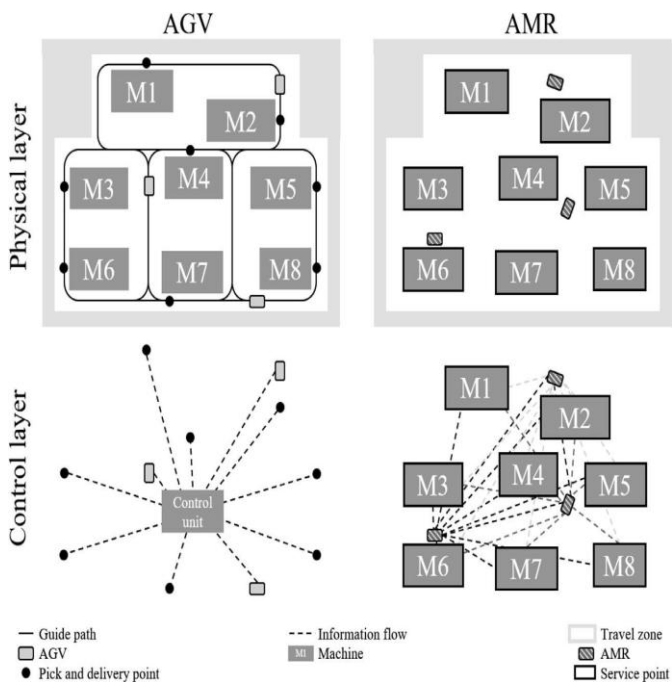 AGV
AMR
Physical layer
M1
M2
M3
M4
M5
M6
M7
M8
M1
M2
M3
M4
M5
M6
M7
M8
Control layer
Control
unit
M1
M2
M3
M4
M5
M6
M7
M8
Guide path
Information flow
Travel zone
AGV
M1 Machine
AMR
Pick and delivery point
Service point